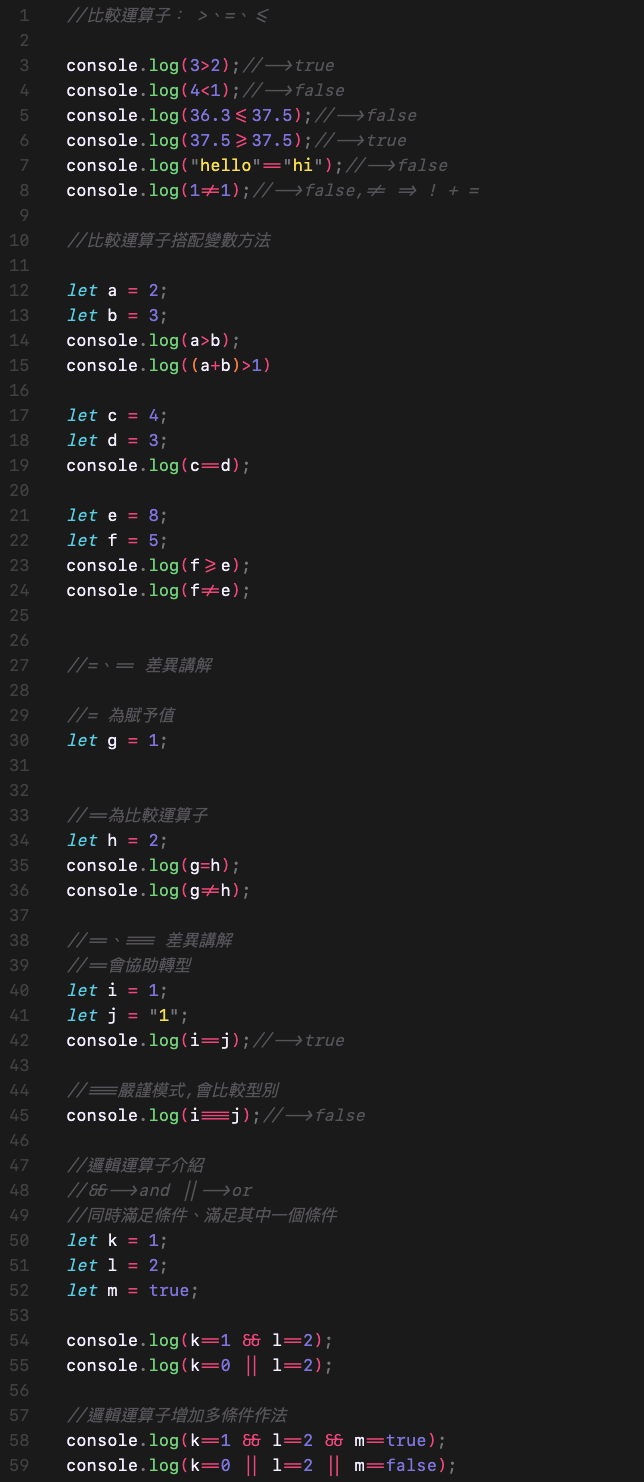 1 //比較運算子： >、=、<=
2
3 console.log(3>2);//-->true
4 console.log(4<1);//-->false
5 console.log(36.3<=37.5);//-->false
6 console.log(37.5>=37.5);//-->true
7 console.log("hello"=="hi");//-->false
8 console.log(1!=1);//-->false,!= => ! + =
9
10 //比較運算子搭配變數方法
11
12 let a = 2;
13 let b = 3;
14 console.log(a>b);
15 console.log((a+b)>1)
16
17 let c = 4;
18 let d = 3;
19 console.log(c==d);
20
21 let e = 8;
22 let f = 5;
23 console.log(f>=e);
24 console.log(f!=e);
25
26
27 //=、== 差異講解
28
29 //= 為賦予值
30 let g = 1;
31
32
33 //==為比較運算子
34 let h = 2;
35 console.log(g=h);
36 console.log(g!=h);
37
38 //==、=== 差異講解
39 //==會協助轉型
40 let i = 1;
41 let j = "1";
42 console.log(i==j);//-->true
43
44 //===嚴謹模式,會比較型別
45 console.log(i===j);//-->false
46
47 //邏輯運算子介紹
48 //&&-->and ||-->or
49 //同時滿足條件、滿足其中一個條件
50 let k = 1;
51 let l = 2;
52 let m = true;
53
54 console.log(k==1 && l==2);
55 console.log(k==0 || l==2);
56
57 //邏輯運算子增加多條件作法
58 console.log(k==1 && l==2 && m==true);
59 console.log(k==0 || l==2 || m==false);